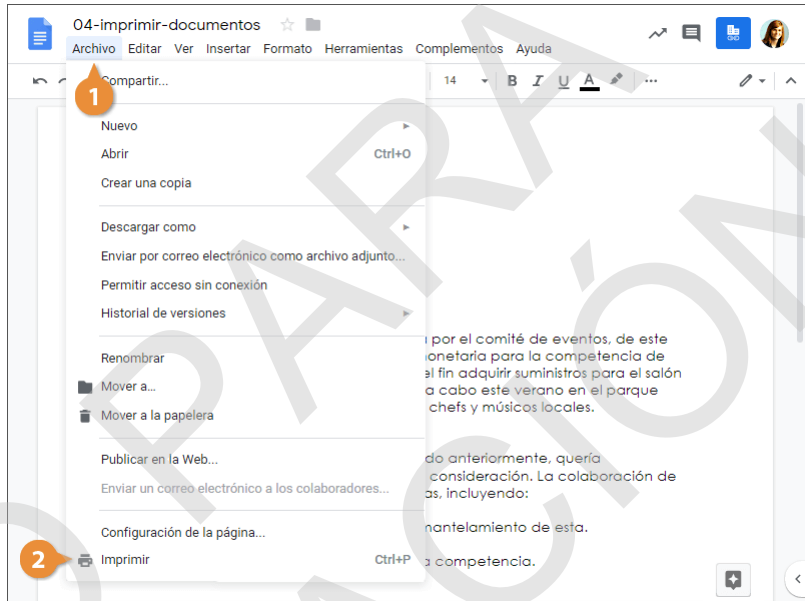 04-imprimir-documentos
Archivo Editar Ver Insertar Formato Herramientas Complementos Ayuda
Compartir...
14 B I U A ...
1
Nuevo
Abrir Ctrl+O
Crear una copia
Descargar como
Enviar por correo electrónico como archivo adjunto...
Permitir acceso sin conexión
Historial de versiones
por el comité de eventos, de este
monetaria para la competencia de
Renombrar
el fin adquirir suministros para el salón
Mover a...
a cabo este verano en el parque
chefs y músicos locales.
Mover a la papelera
Publicar en la Web...
do anteriormente, quería
consideración. La colaboración de
Enviar un correo electrónico a los colaboradores...
as, incluyendo:
Configuración de la página...
mantelamiento de esta.
2
Imprimir Ctrl+P
a competencia.
PARA